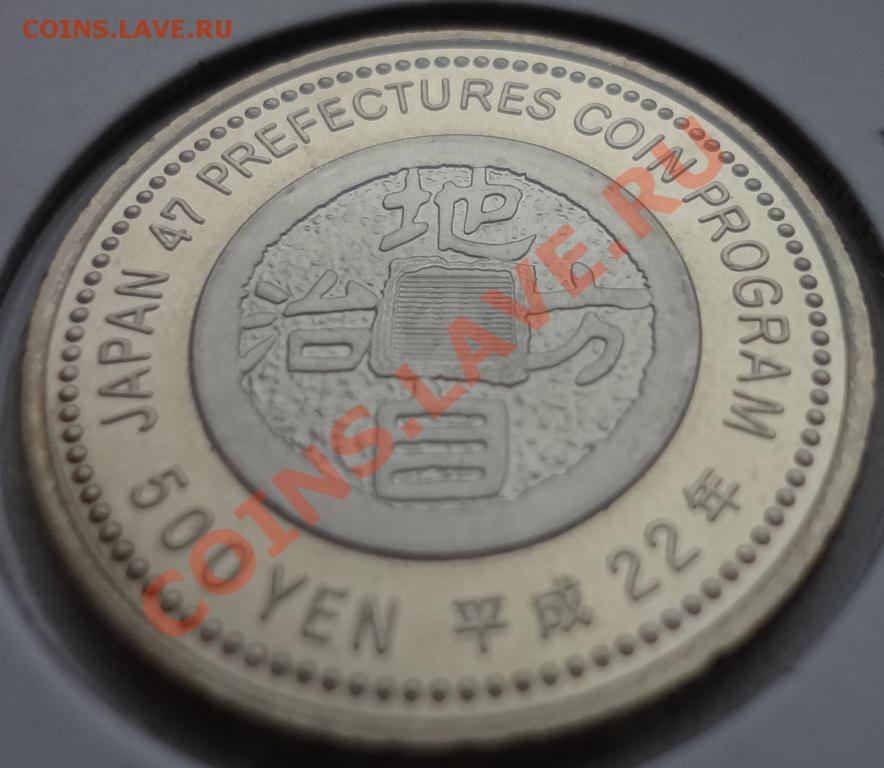 COINS.LAVE.RU
JAPAN 47 PREFECTURES COIN PROGRAM
地方自治
500 YEN 平成22年
COINS.LAVE.RU